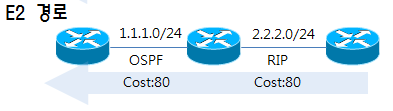 E2 경로
1.1.1.0/24 2.2.2.0/24
OSPF RIP
Cost:80 Cost:80